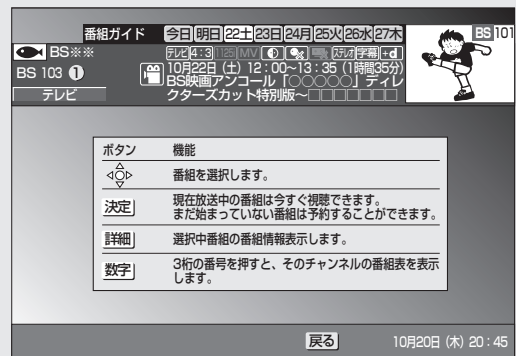 番組ガイド 今日 明日 22土 23日 24月 25火 26水 27木 BS 101
BS※※ テレビ 4:3 1125i MV ステレオ 字幕 +d
BS 103 ❶ 10月22日（土）12：00〜13：35（1時間35分）
BS映画アンコール「○○○○」ディレ
テレビ クターズカット特別版〜□□□□□□□
ボタン 機能
番組を選択します。
決定 現在放送中の番組は今すぐ視聴できます。
まだ始まっていない番組は予約することができます。
詳細 選択中番組の番組情報表示します。
数字 3桁の番号を押すと、そのチャンネルの番組表を表示
します。
戻る 10月20日（木）20：45